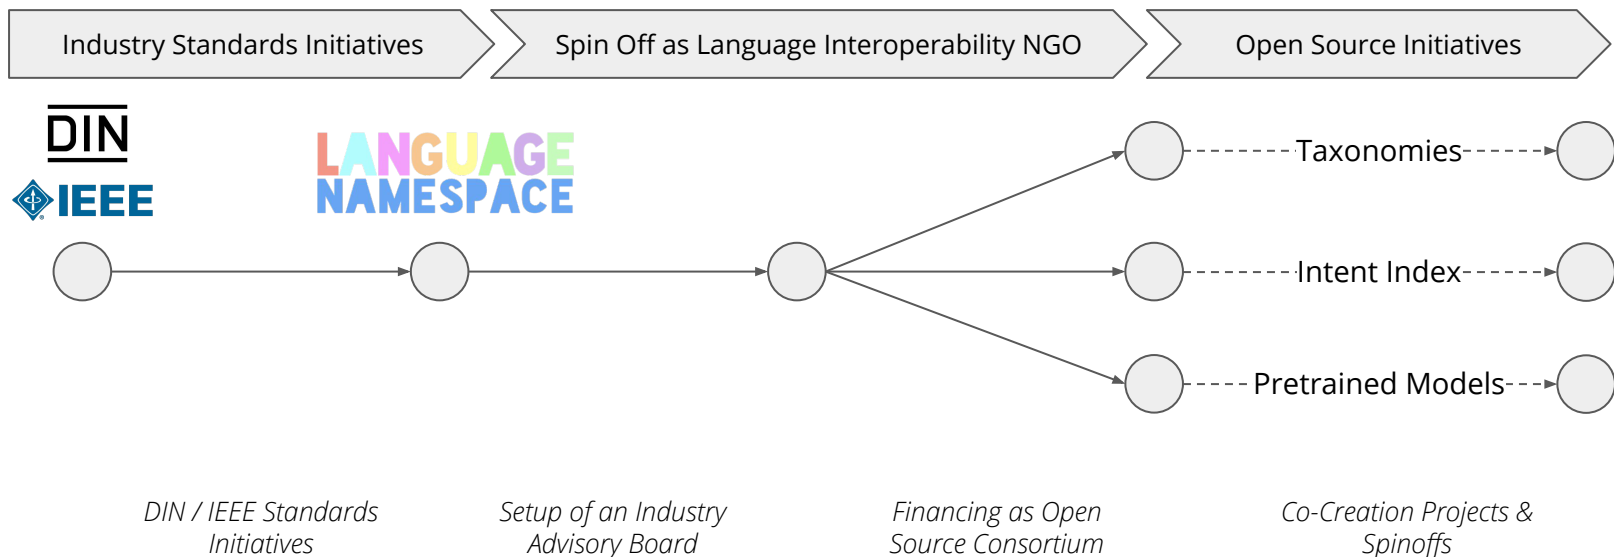 Industry Standards Initiatives
Spin Off as Language Interoperability NGO
Open Source Initiatives
DIN
IEEE
LANGUAGE
NAMESPACE
Taxonomies
Intent Index
Pretrained Models
DIN / IEEE Standards
Initiatives
Setup of an Industry
Advisory Board
Financing as Open
Source Consortium
Co-Creation Projects &
Spinoffs